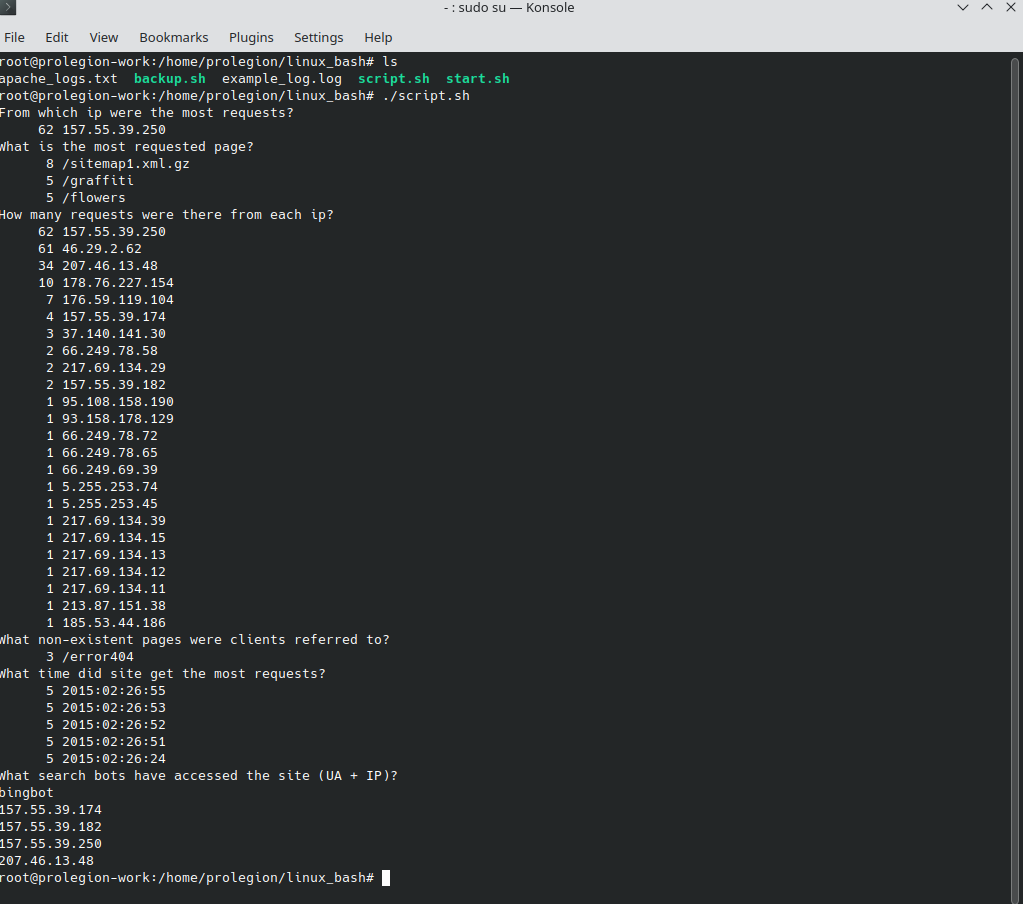 - : sudo su — Konsole
File Edit View Bookmarks Plugins Settings Help
root@prolegion-work:/home/prolegion/linux_bash# ls
apache_logs.txt backup.sh example_log.log script.sh start.sh
root@prolegion-work:/home/prolegion/linux_bash# ./script.sh
From which ip were the most requests?
62 157.55.39.250
What is the most requested page?
8 /sitemap1.xml.gz
5 /graffiti
5 /flowers
How many requests were there from each ip?
62 157.55.39.250
61 46.29.2.62
34 207.46.13.48
10 178.76.227.154
7 176.59.119.104
4 157.55.39.174
3 37.140.141.30
2 66.249.78.58
2 217.69.134.29
2 157.55.39.182
1 95.108.158.190
1 93.158.178.129
1 66.249.78.72
1 66.249.78.65
1 66.249.69.39
1 5.255.253.74
1 5.255.253.45
1 217.69.134.39
1 217.69.134.15
1 217.69.134.13
1 217.69.134.12
1 217.69.134.11
1 213.87.151.38
1 185.53.44.186
What non-existent pages were clients referred to?
3 /error404
What time did site get the most requests?
5 2015:02:26:55
5 2015:02:26:53
5 2015:02:26:52
5 2015:02:26:51
5 2015:02:26:24
What search bots have accessed the site (UA + IP)?
bingbot
157.55.39.174
157.55.39.182
157.55.39.250
207.46.13.48
root@prolegion-work:/home/prolegion/linux_bash#